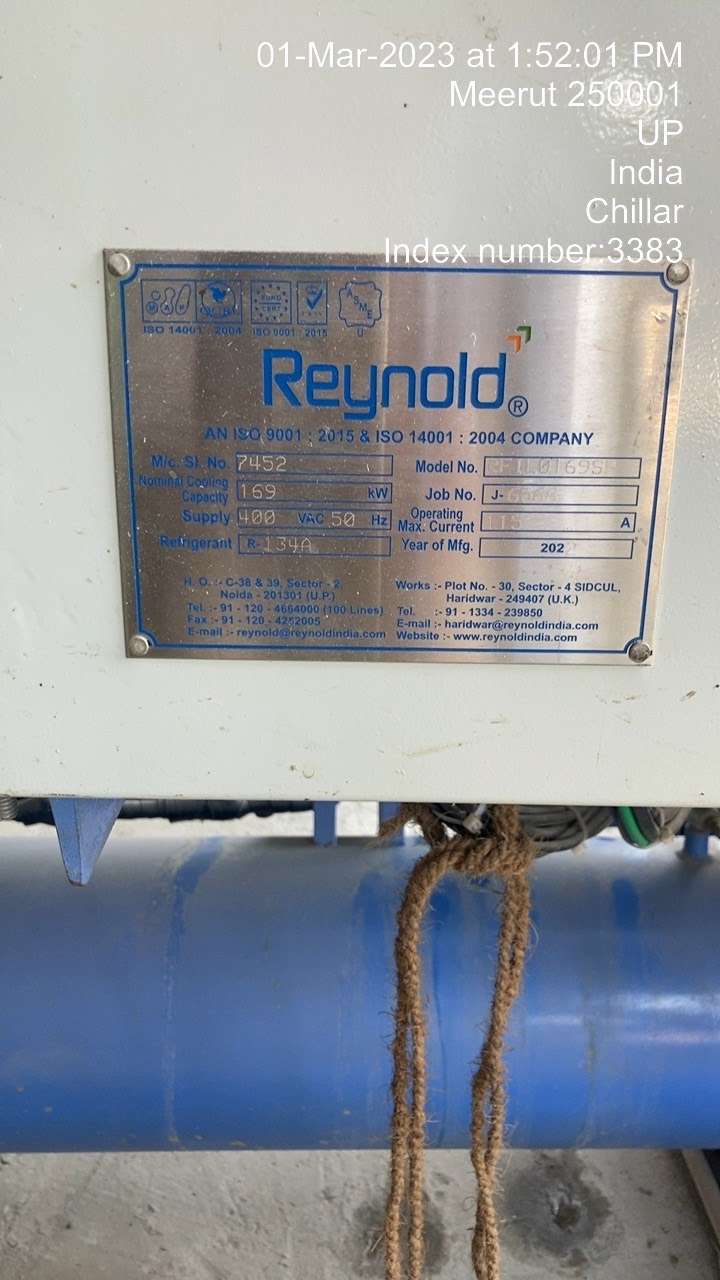 01-Mar-2023 at 1:52:01 PM
Meerut 250001
UP
India
Chillar
Index number:3383
ASME
U
ISO 14001 : 2004 ISO 9001 : 2015
Reynold ®
AN ISO 9001 : 2015 & ISO 14001 : 2004 COMPANY
M/c. Sl. No. 7452
Nominal Cooling Capacity 169 kW
Supply 400 VAC 50 Hz
Refrigerant R-134A
Model No.
Job No. J-
Operating Max. Current A
Year of Mfg. 202
H. O. :- C-38 & 39, Sector - 2,
Noida - 201301 (U.P.)
Tel. :- 91 - 120 - 4664000 (100 Lines)
Fax :- 91 - 120 - 4252005
E-mail :- reynold@reynoldindia.com
Works :- Plot No. - 30, Sector - 4 SIDCUL,
Haridwar - 249407 (U.K.)
Tel. :- 91 - 1334 - 239850
E-mail :- haridwar@reynoldindia.com
Website :- www.reynoldindia.com